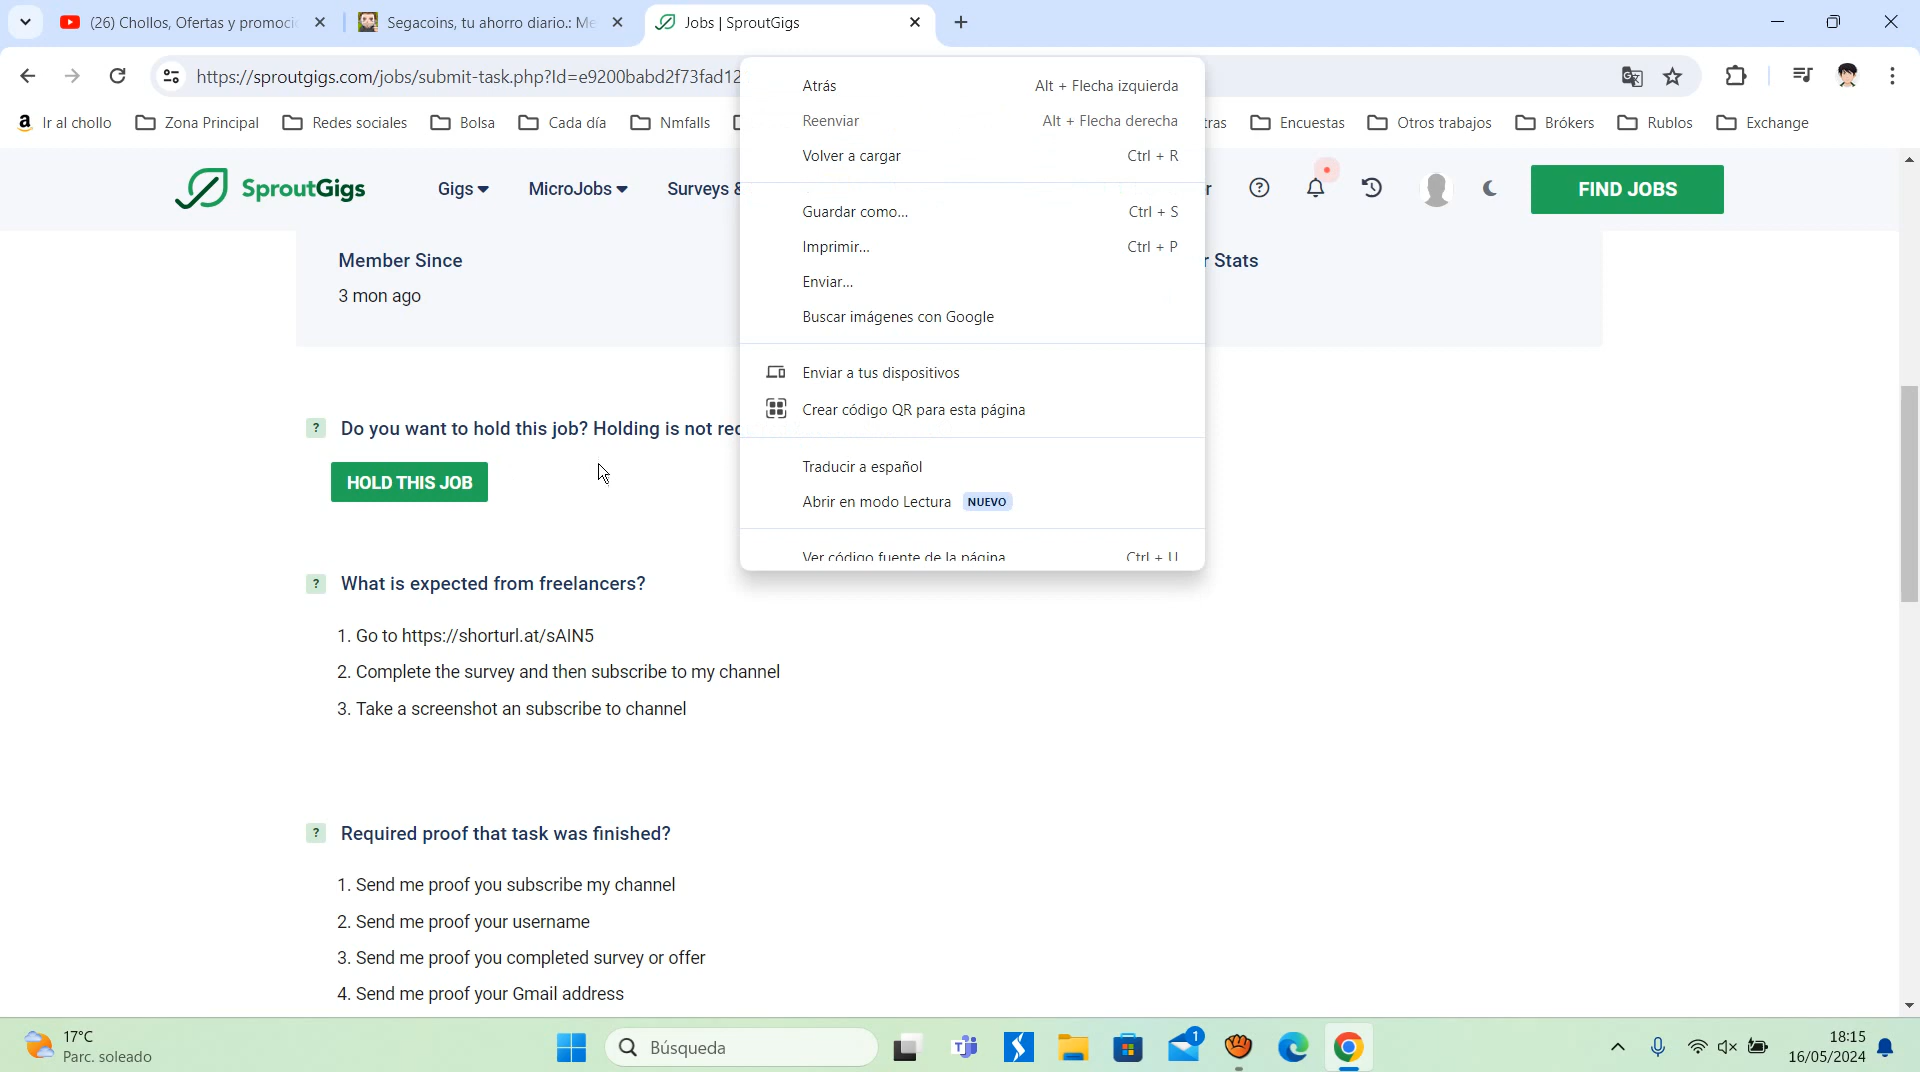 (26) Chollos, Ofertas y promoci
Segacoins, tu ahorro diario.: Me
Jobs | SproutGigs
https://sproutgigs.com/jobs/submit-task.php?Id=e9200babd2f73fad12
Ir al chollo
Zona Principal
Redes sociales
Bolsa
Cada día
Nmfalls
tras
Encuestas
Otros trabajos
Brókers
Rublos
Exchange
SproutGigs
Gigs
MicroJobs
Surveys &
r
FIND JOBS
Atrás Alt + Flecha izquierda
Reenviar Alt + Flecha derecha
Volver a cargar Ctrl + R
Guardar como... Ctrl + S
Imprimir... Ctrl + P
Enviar...
Buscar imágenes con Google
Enviar a tus dispositivos
Crear código QR para esta página
Traducir a español
Abrir en modo Lectura NUEVO
Ver código fuente de la página Ctrl + U
Member Since
3 mon ago
r Stats
? Do you want to hold this job? Holding is not rec
HOLD THIS JOB
? What is expected from freelancers?
1. Go to https://shorturl.at/sAIN5
2. Complete the survey and then subscribe to my channel
3. Take a screenshot an subscribe to channel
? Required proof that task was finished?
1. Send me proof you subscribe my channel
2. Send me proof your username
3. Send me proof you completed survey or offer
4. Send me proof your Gmail address
17°C
Parc. soleado
Búsqueda
1
18:15
16/05/2024